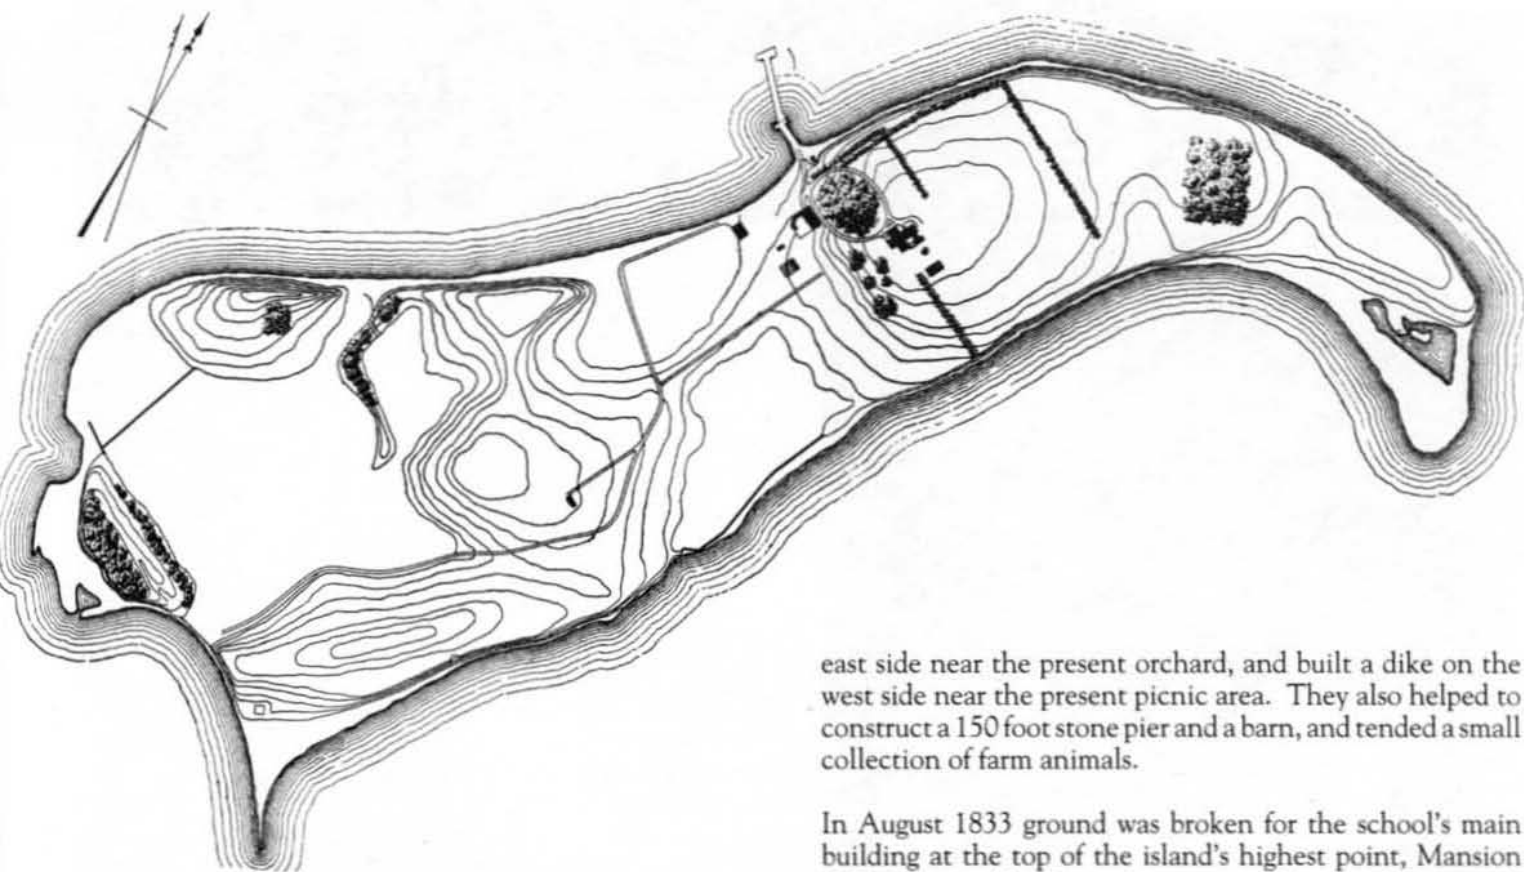 east side near the present orchard, and built a dike on the
west side near the present picnic area. They also helped to
construct a 150 foot stone pier and a barn, and tended a small
collection of farm animals.
In August 1833 ground was broken for the school's main
building at the top of the island's highest point, Mansion